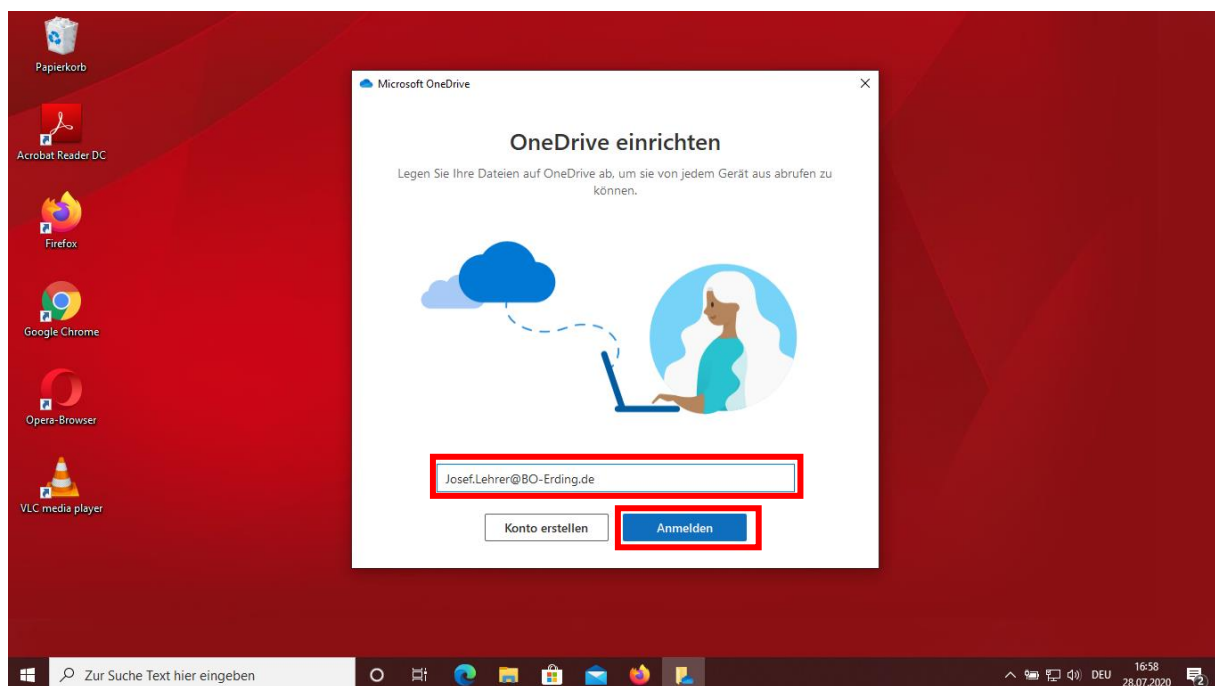 Papierkorb
Acrobat Reader DC
Firefox
Google Chrome
Opera-Browser
VLC media player
Microsoft OneDrive
OneDrive einrichten
Legen Sie Ihre Dateien auf OneDrive ab, um sie von jedem Gerät aus abrufen zu
können.
Josef.Lehrer@BO-Erding.de
Konto erstellen
Anmelden
Zur Suche Text hier eingeben
DEU
16:58
28.07.2020
2